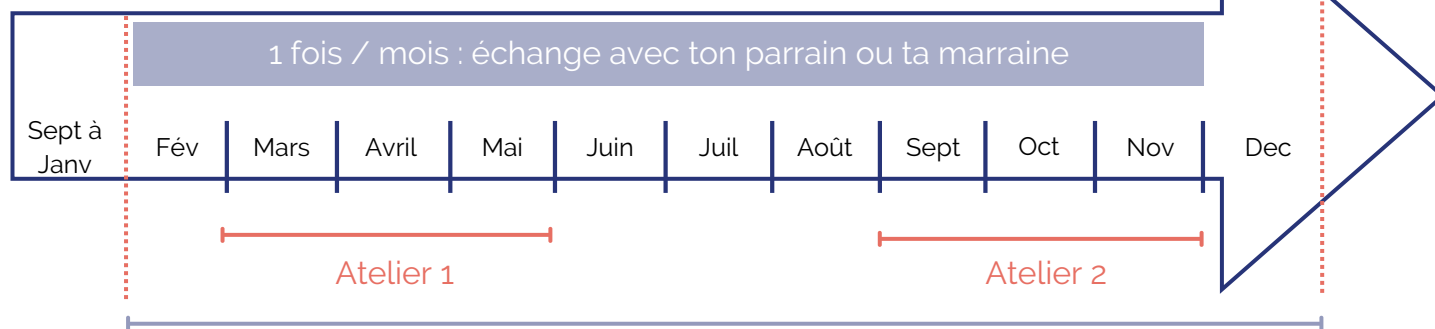 1 fois / mois : échange avec ton parrain ou ta marraine
Sept à
Janv
Fév
Mars
Avril
Mai
Juin
Juil
Août
Sept
Oct
Nov
Dec
Atelier 1
Atelier 2